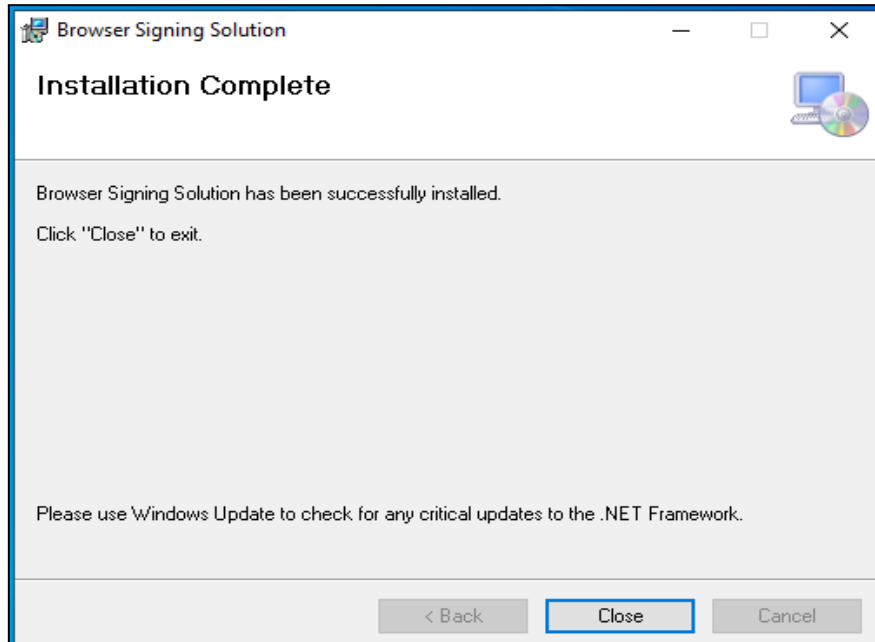 Browser Signing Solution
Installation Complete
Browser Signing Solution has been successfully installed.
Click "Close" to exit.
Please use Windows Update to check for any critical updates to the .NET Framework.
< Back
Close
Cancel